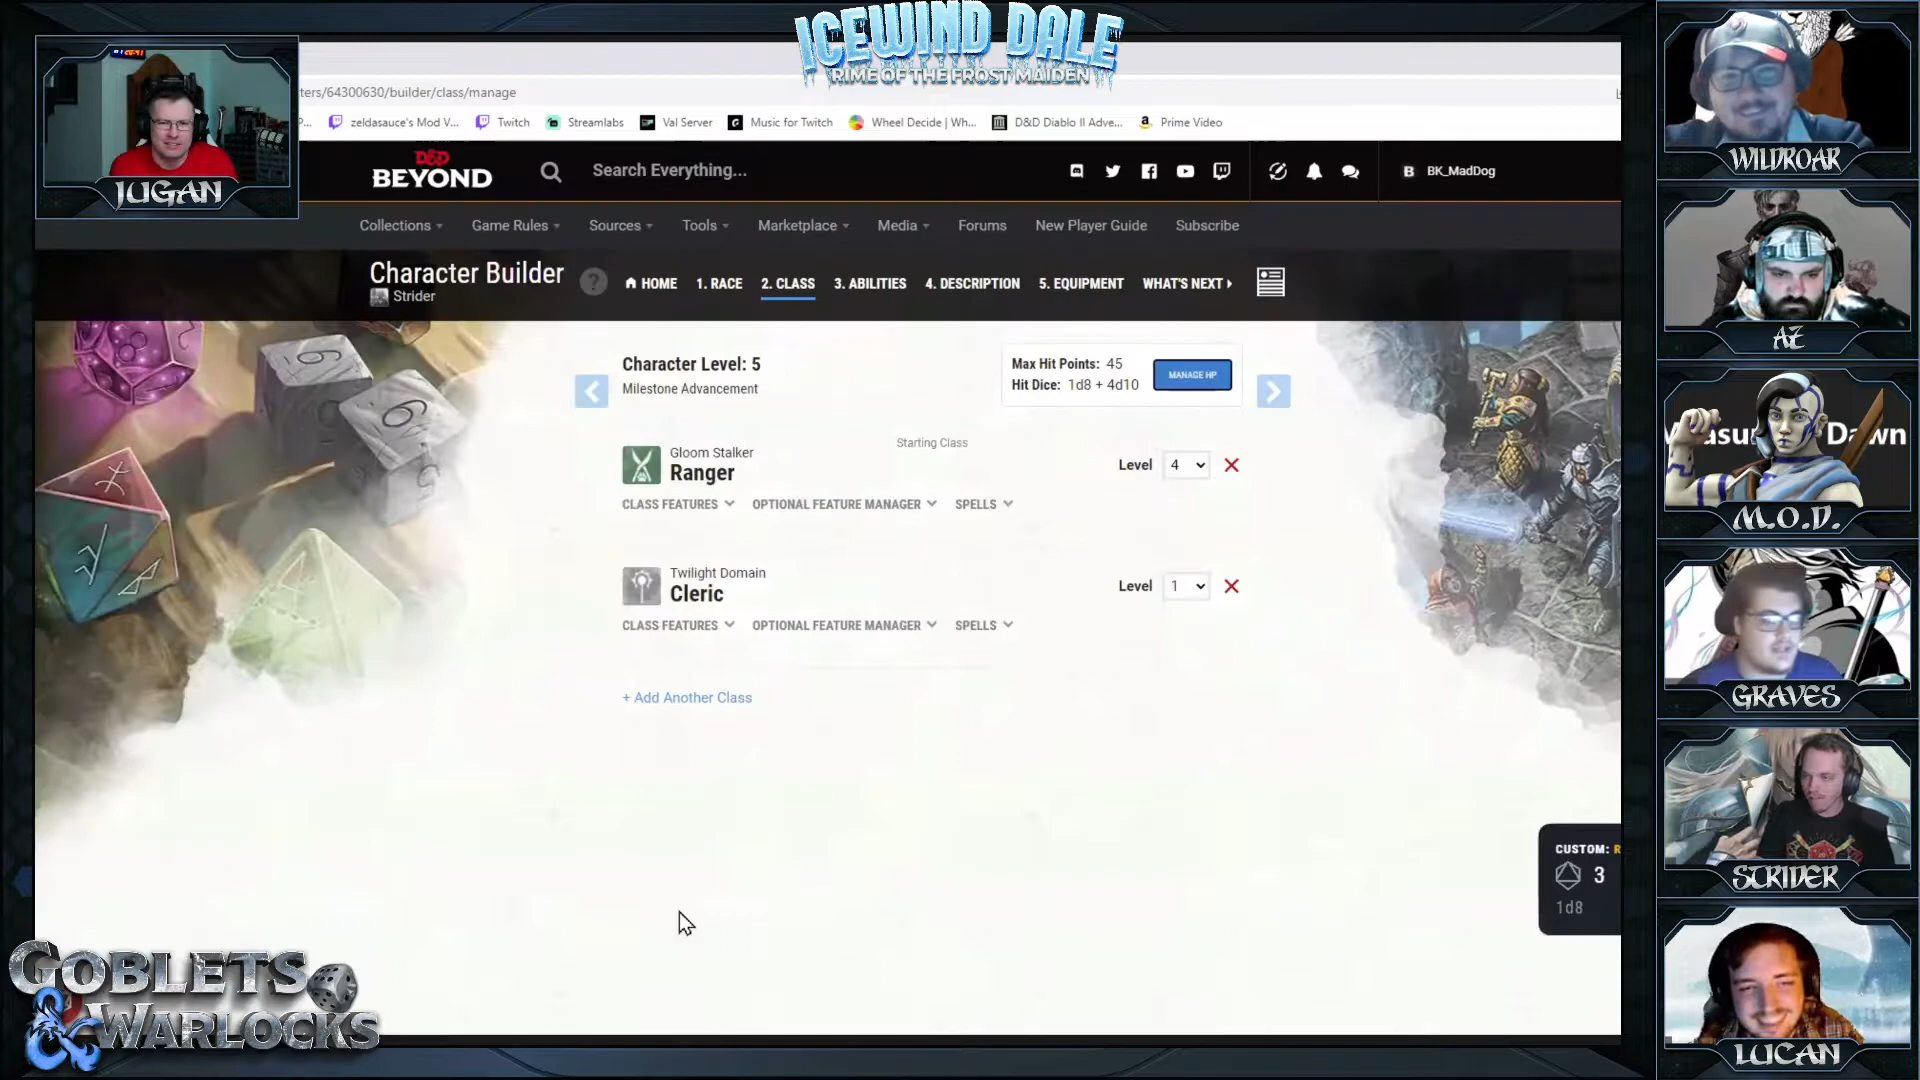 ICEWIND DALE
RIME OF THE FROST MAIDEN
JUGAN
ters/64300630/builder/class/manage
P... zeldasauce's Mod V... Twitch Streamlabs Val Server Music for Twitch Wheel Decide | Wh... D&D Diablo II Adve... Prime Video
D&D
BEYOND
Search Everything...
BK_MadDog
Collections Game Rules Sources Tools Marketplace Media Forums New Player Guide Subscribe
Character Builder
Strider
? HOME 1. RACE 2. CLASS 3. ABILITIES 4. DESCRIPTION 5. EQUIPMENT WHAT'S NEXT
Character Level: 5
Milestone Advancement
Max Hit Points: 45
Hit Dice: 1d8 + 4d10
MANAGE HP
Starting Class
Gloom Stalker
Ranger
Level 4
CLASS FEATURES OPTIONAL FEATURE MANAGER SPELLS
Twilight Domain
Cleric
Level 1
CLASS FEATURES OPTIONAL FEATURE MANAGER SPELLS
+ Add Another Class
CUSTOM: R
3
1d8
GOBLETS
& WARLOCKS
WILDROAR
AZ
Dawn
M.O.D.
GRAVES
STRIDER
LUCAN